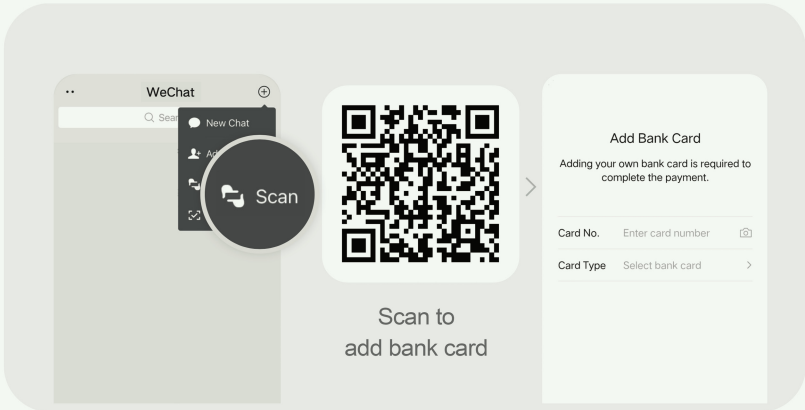 WeChat
Sear
New Chat
Ad
Scan
Scan to
add bank card
Add Bank Card
Adding your own bank card is required to
complete the payment.
Card No. Enter card number
Card Type Select bank card